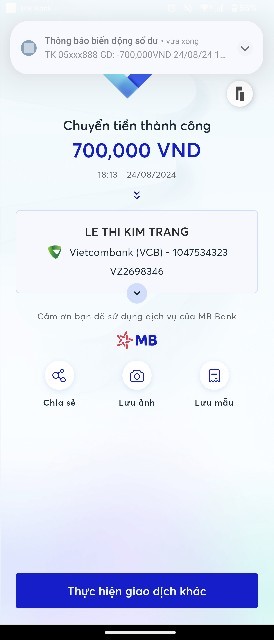 Thông báo biến động số dư • vừa xong
TK 05xxx888 GD: -700,000VND 24/08/24 1...
Chuyển tiền thành công
700,000 VND
18:13 - 24/08/2024
LE THI KIM TRANG
Vietcombank (VCB) - 1047534323
VZ2698346
Cảm ơn bạn đã sử dụng dịch vụ của MB Bank
MB
Chia sẻ
Lưu ảnh
Lưu mẫu
Thực hiện giao dịch khác